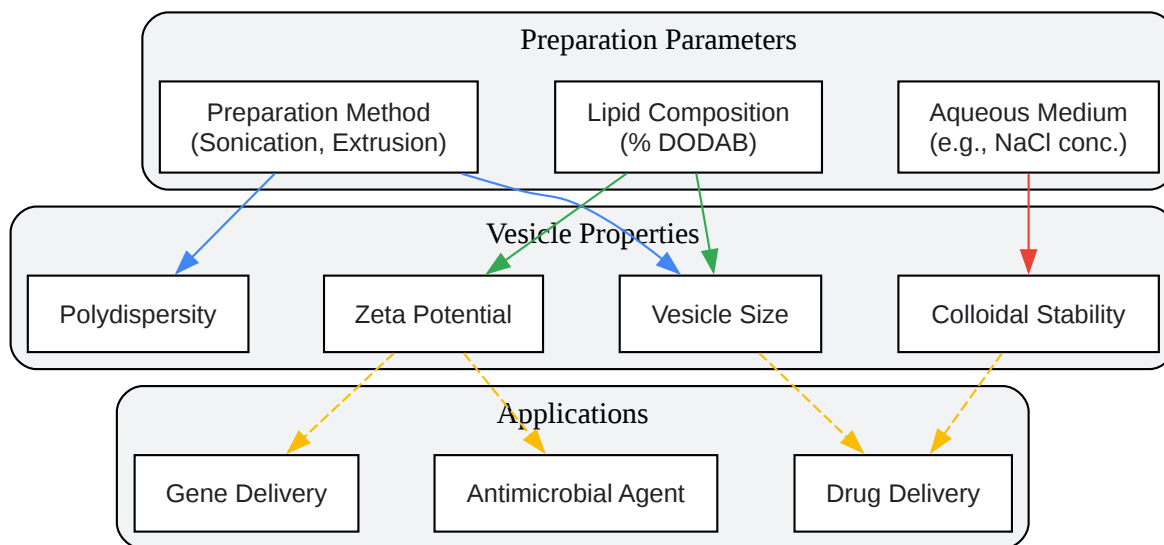 Preparation Parameters
Preparation Method
(Sonication, Extrusion)
Lipid Composition
(% DODAB)
Aqueous Medium
(e.g., NaCl conc.)
Vesicle Properties
Polydispersity
Zeta Potential
Vesicle Size
Colloidal Stability
Applications
Gene Delivery
Antimicrobial Agent
Drug Delivery